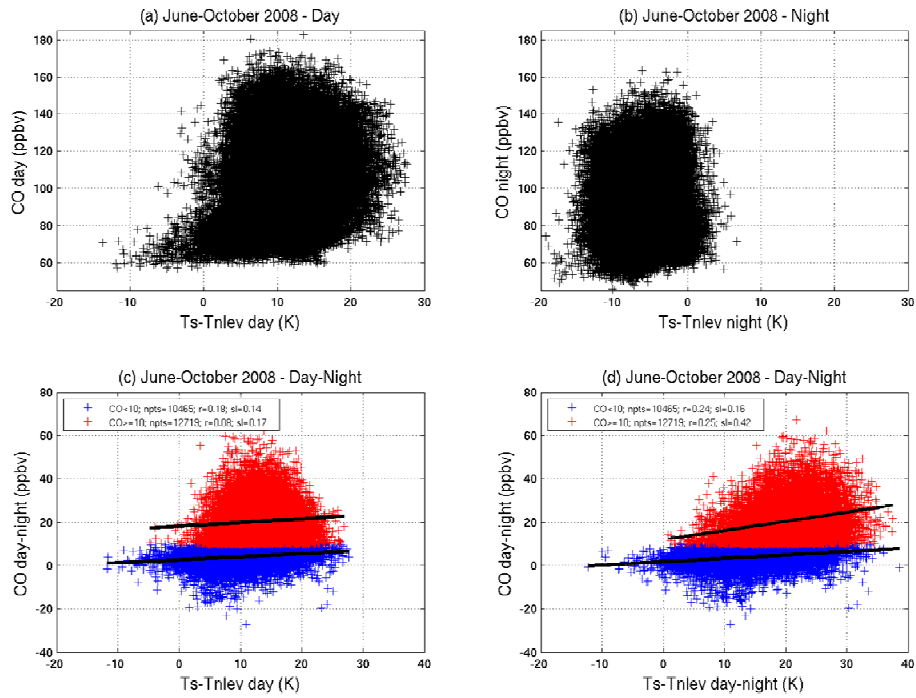 (a) June-October 2008 - Day
180
160
140
120
100
80
60
CO day (ppbv)
-20 -10 0 10 20 30
Ts-Tnlev day (K)
(b) June-October 2008 - Night
180
160
140
120
100
80
60
CO night (ppbv)
-20 -10 0 10 20 30
Ts-Tnlev night (K)
(c) June-October 2008 - Day-Night
CO<10; npts=10465; r=0.19; sl=0.14
CO>=10; npts=12719; r=0.08; sl=0.17
80
60
40
20
0
-20
-40
CO day-night (ppbv)
-20 -10 0 10 20 30 40
Ts-Tnlev day (K)
(d) June-October 2008 - Day-Night
CO<10; npts=10465; r=0.24; sl=0.16
CO>=10; npts=12719; r=0.25; sl=0.42
80
60
40
20
0
-20
-40
CO day-night (ppbv)
-20 -10 0 10 20 30 40
Ts-Tnlev day-night (K)